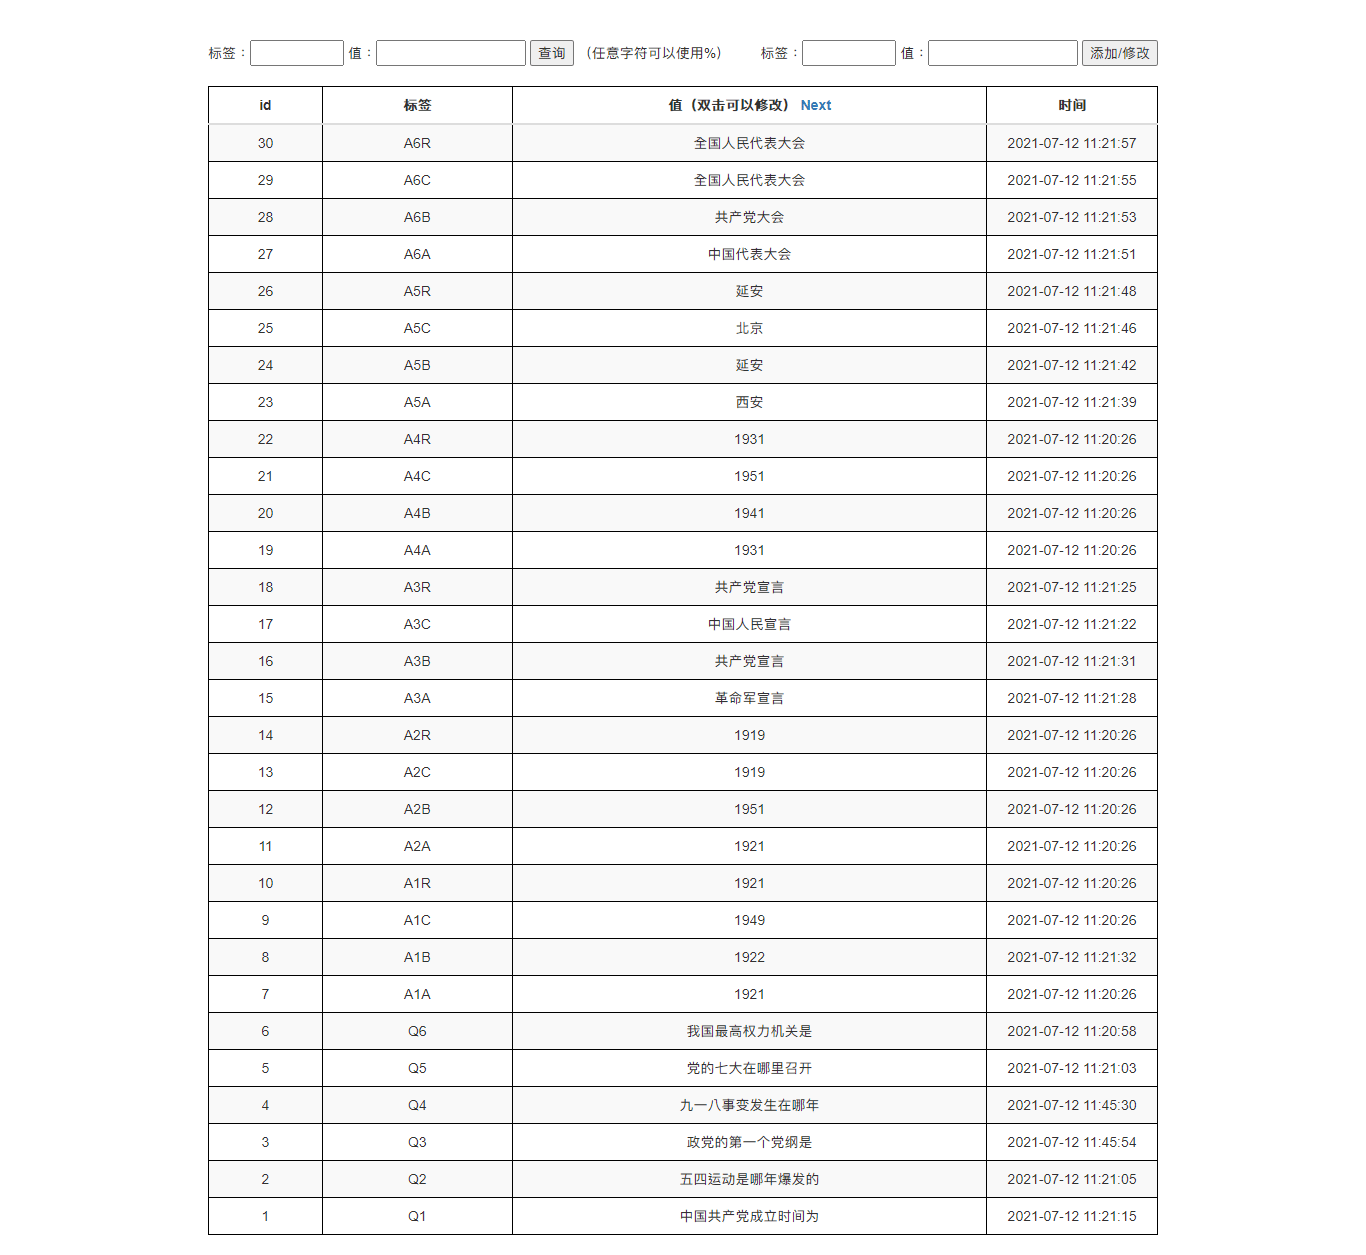 标签： 值： 查询 （任意字符可以使用%） 标签： 值： 添加/修改
id 标签 值（双击可以修改） Next 时间
30 A6R 全国人民代表大会 2021-07-12 11:21:57
29 A6C 全国人民代表大会 2021-07-12 11:21:55
28 A6B 共产党大会 2021-07-12 11:21:53
27 A6A 中国代表大会 2021-07-12 11:21:51
26 A5R 延安 2021-07-12 11:21:48
25 A5C 北京 2021-07-12 11:21:46
24 A5B 延安 2021-07-12 11:21:42
23 A5A 西安 2021-07-12 11:21:39
22 A4R 1931 2021-07-12 11:20:26
21 A4C 1951 2021-07-12 11:20:26
20 A4B 1941 2021-07-12 11:20:26
19 A4A 1931 2021-07-12 11:20:26
18 A3R 共产党宣言 2021-07-12 11:21:25
17 A3C 中国人民宣言 2021-07-12 11:21:22
16 A3B 共产党宣言 2021-07-12 11:21:31
15 A3A 革命军宣言 2021-07-12 11:21:28
14 A2R 1919 2021-07-12 11:20:26
13 A2C 1919 2021-07-12 11:20:26
12 A2B 1951 2021-07-12 11:20:26
11 A2A 1921 2021-07-12 11:20:26
10 A1R 1921 2021-07-12 11:20:26
9 A1C 1949 2021-07-12 11:20:26
8 A1B 1922 2021-07-12 11:21:32
7 A1A 1921 2021-07-12 11:20:26
6 Q6 我国最高权力机关是 2021-07-12 11:20:58
5 Q5 党的七大在哪里召开 2021-07-12 11:21:03
4 Q4 九一八事变发生在哪年 2021-07-12 11:45:30
3 Q3 政党的第一个党纲是 2021-07-12 11:45:54
2 Q2 五四运动是哪年爆发的 2021-07-12 11:21:05
1 Q1 中国共产党成立时间为 2021-07-12 11:21:15